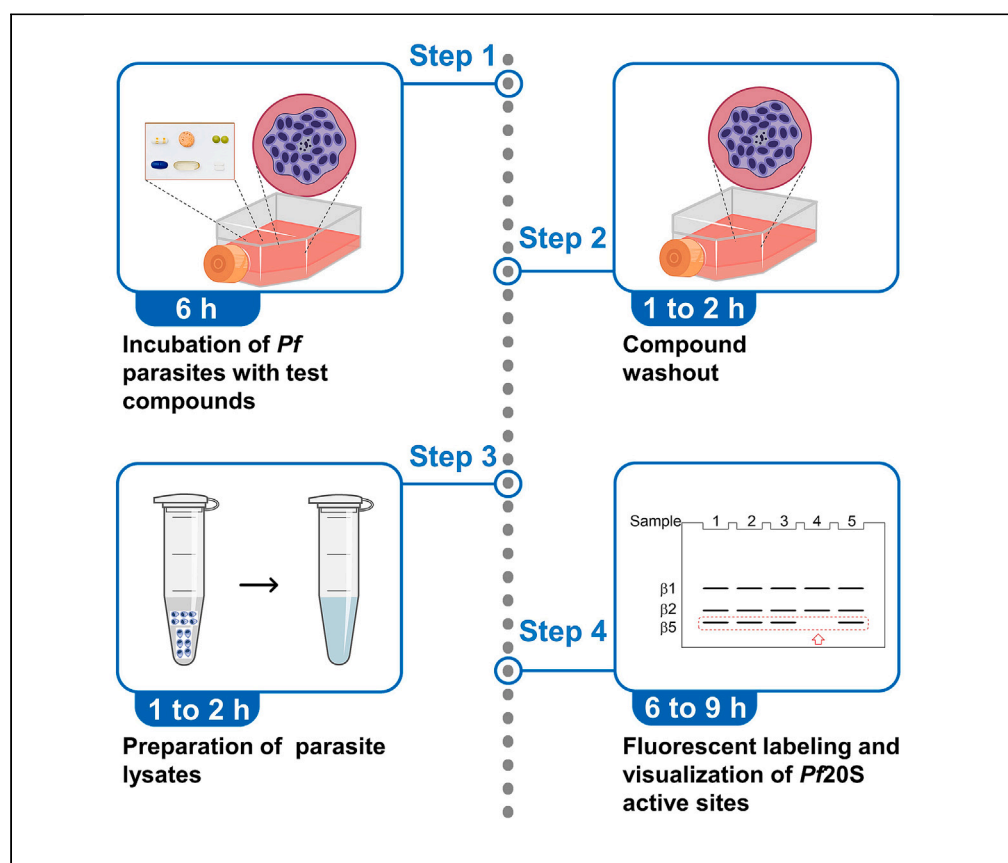 Step 1
6 h
Incubation of Pf
parasites with test
compounds
Step 2
1 to 2 h
Compound
washout
Step 3
1 to 2 h
Preparation of parasite
lysates
Step 4
Sample 1 2 3 4 5
β1
β2
β5
6 to 9 h
Fluorescent labeling and
visualization of Pf20S
active sites